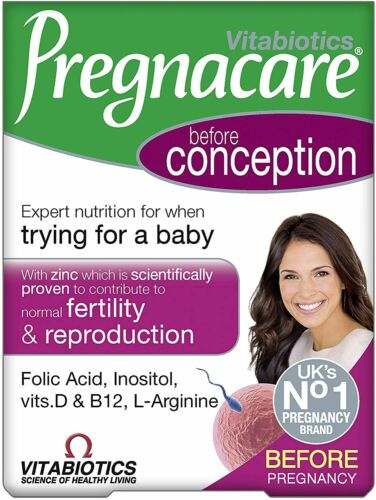 Vitabiotics
Pregnacare®
before
conception
Expert nutrition for when
trying for a baby
With zinc which is scientifically
proven to contribute to
normal fertility
& reproduction
Folic Acid, Inositol,
vits.D & B12, L-Arginine
UK's
Nº1
PREGNANCY
BRAND
VITABIOTICS
SCIENCE OF HEALTHY LIVING
BEFORE
PREGNANCY